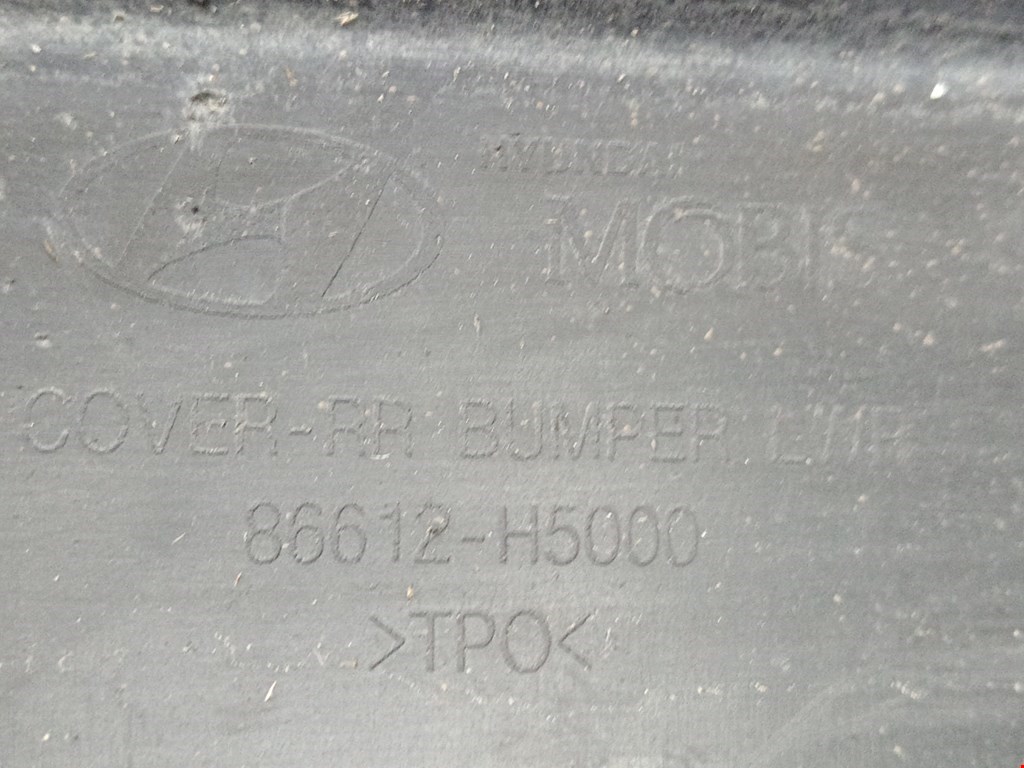 HYUNDAI
MOBIS
COVER-RR BUMPER LWR
86612-H5000
>TPO<